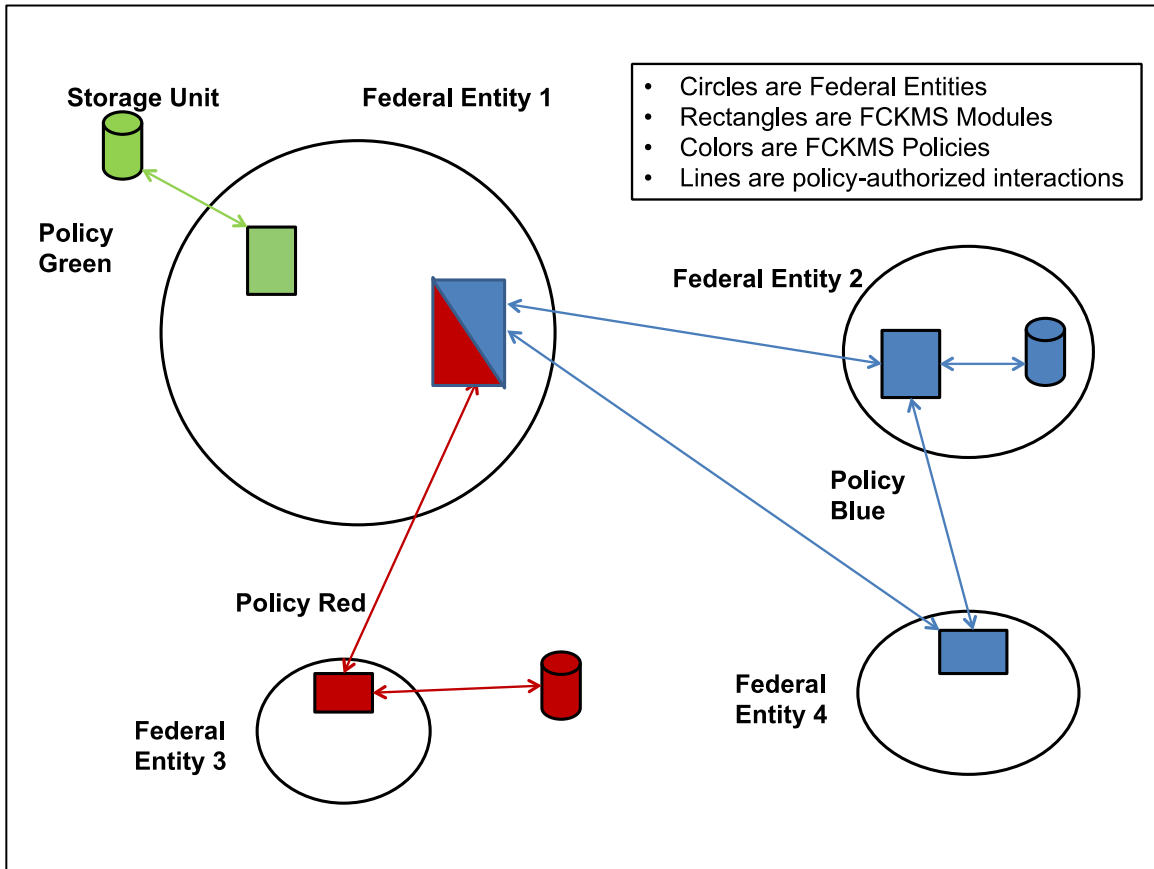 Storage Unit
Federal Entity 1
• Circles are Federal Entities
• Rectangles are FCKMS Modules
• Colors are FCKMS Policies
• Lines are policy-authorized interactions
Policy
Green
Federal Entity 2
Policy
Blue
Policy Red
Federal
Entity 3
Federal
Entity 4